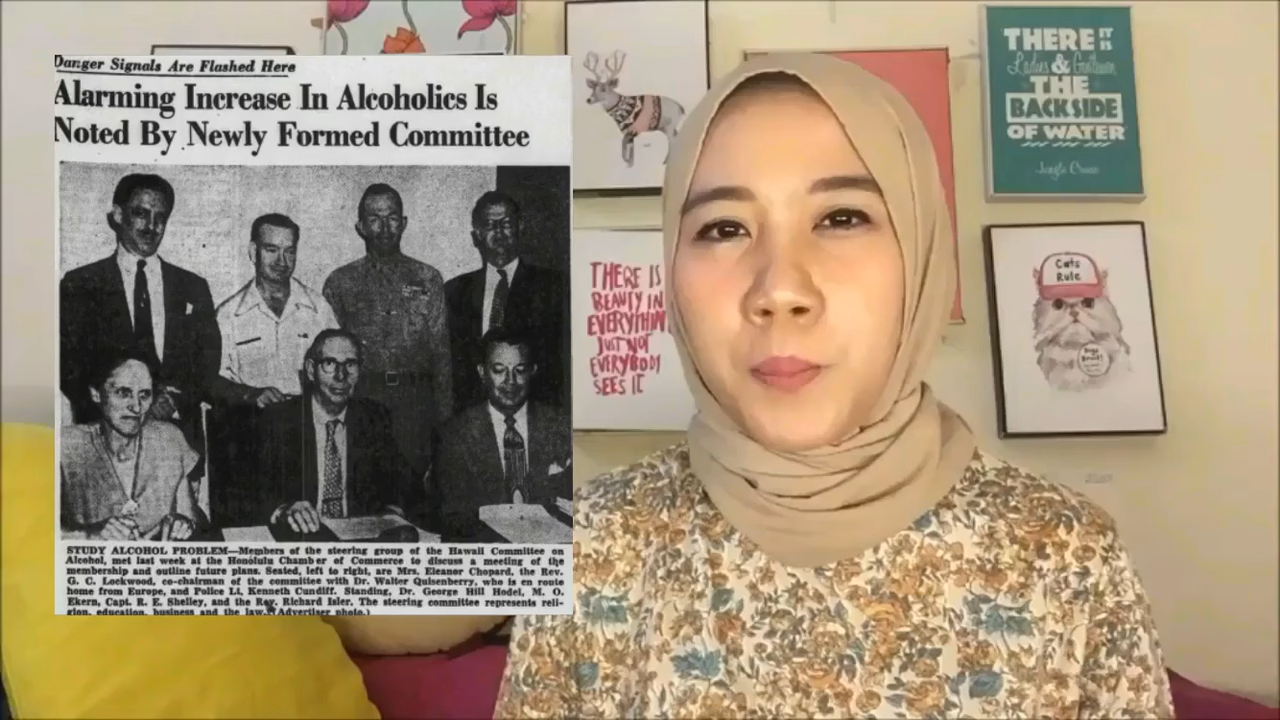 Danger Signals Are Flashed Here
Alarming Increase In Alcoholics Is
Noted By Newly Formed Committee
STUDY ALCOHOL PROBLEM—Members of the steering group of the Hawaii Committee on
Alcohol, met last week at the Honolulu Chamber of Commerce to discuss a meeting of the
membership and outline future plans. Seated, left to right, are Mrs. Eleanor Chopard, the Rev.
G. C. Lockwood, co-chairman of the committee with Dr. Walter Quisenberry, who is en route
home from Europe, and Police Lt. Kenneth Cundiff. Standing, Dr. George Hill Hodel, M. O.
Ekern, Capt. R. E. Shelley, and the Rev. Richard Isler. The steering committee represents reli-
gion, education, business and the law. (Advertiser photo.)
THERE IS
BEAUTY IN
EVERYTHIN
JUST NOT
EVERYBODY
SEES IT
THERE IT IS
Ladies & Gentlemen
THE
BACKSIDE
OF WATER
Jungle Cruise
Cats
Rule